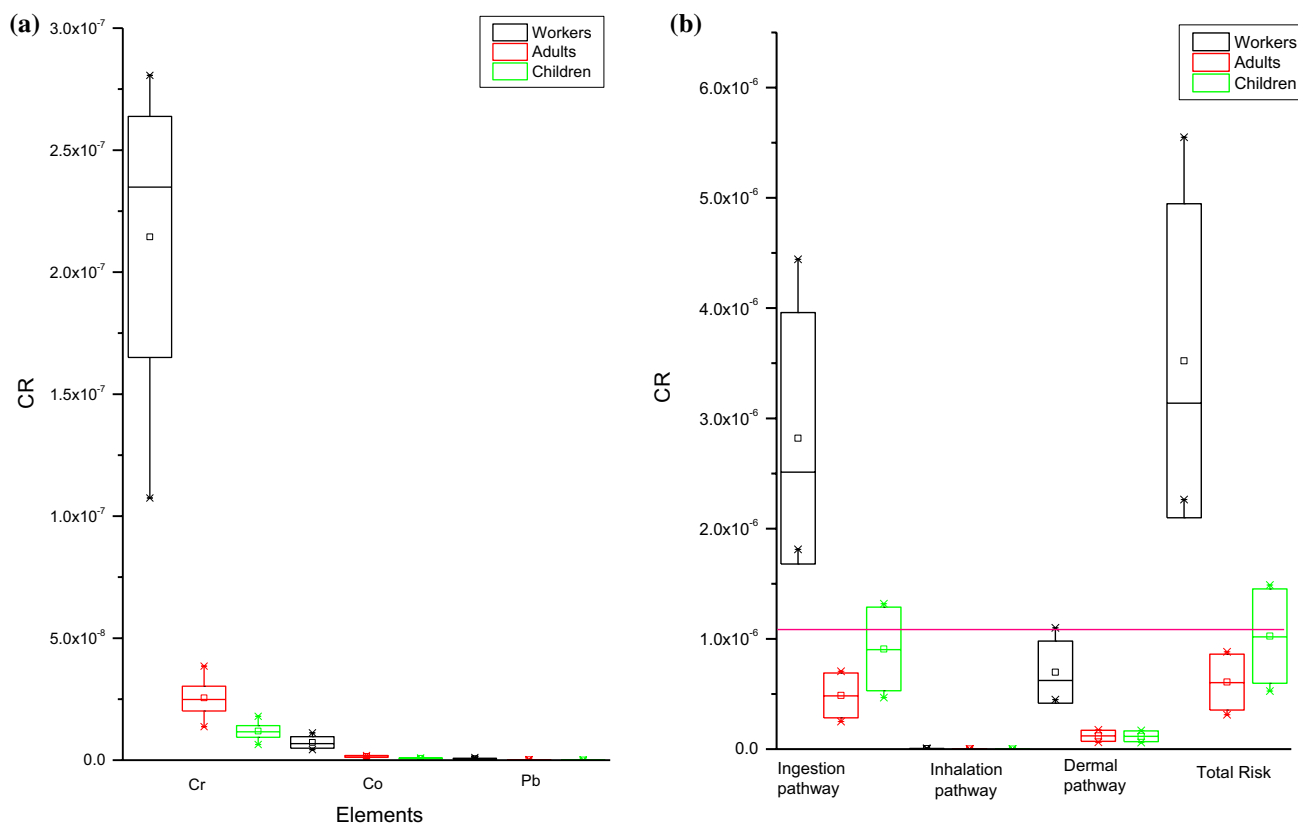 (a)
3.0x10⁻⁷
2.5x10⁻⁷
2.0x10⁻⁷
1.5x10⁻⁷
1.0x10⁻⁷
5.0x10⁻⁸
0.0
CR
Workers
Adults
Children
Cr Co Pb
Elements
(b)
6.0x10⁻⁶
5.0x10⁻⁶
4.0x10⁻⁶
3.0x10⁻⁶
2.0x10⁻⁶
1.0x10⁻⁶
0.0
CR
Workers
Adults
Children
Ingestion
pathway
Inhalation
pathway
Dermal
pathway
Total Risk